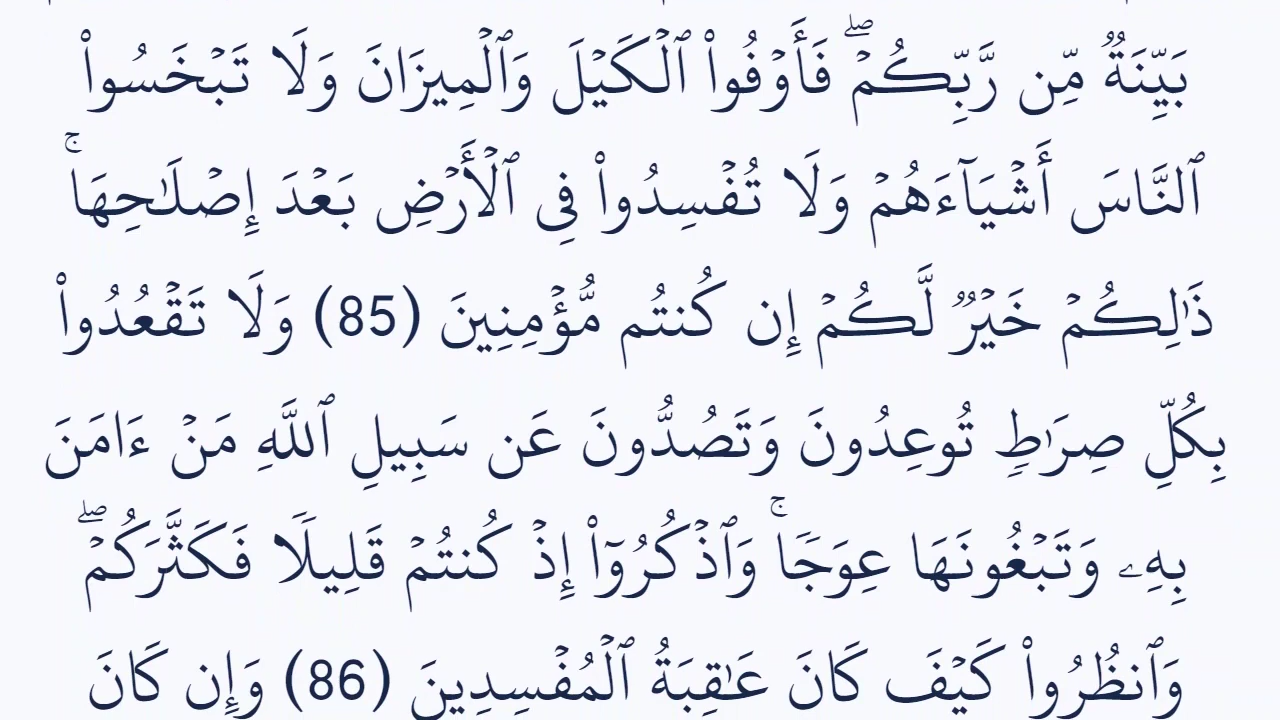 بَيِّنَةٌ مِّن رَّبِّكُمْۖ فَأَوْفُوا۟ ٱلْكَيْلَ وَٱلْمِيزَانَ وَلَا تَبْخَسُوا۟
ٱلنَّاسَ أَشْيَآءَهُمْ وَلَا تُفْسِدُوا۟ فِى ٱلْأَرْضِ بَعْدَ إِصْلَـٰحِهَاۚ
ذَٰلِكُمْ خَيْرٌ لَّكُمْ إِن كُنتُم مُّؤْمِنِينَ (85) وَلَا تَقْعُدُوا۟
بِكُلِّ صِرَٰطٍ تُوعِدُونَ وَتَصُدُّونَ عَن سَبِيلِ ٱللَّهِ مَنْ ءَامَنَ
بِهِۦ وَتَبْغُونَهَا عِوَجًاۚ وَٱذْكُرُوٓا۟ إِذْ كُنتُمْ قَلِيلًا فَكَثَّرَكُمْۖ
وَٱنظُرُوا۟ كَيْفَ كَانَ عَـٰقِبَةُ ٱلْمُفْسِدِينَ (86) وَإِن كَانَ